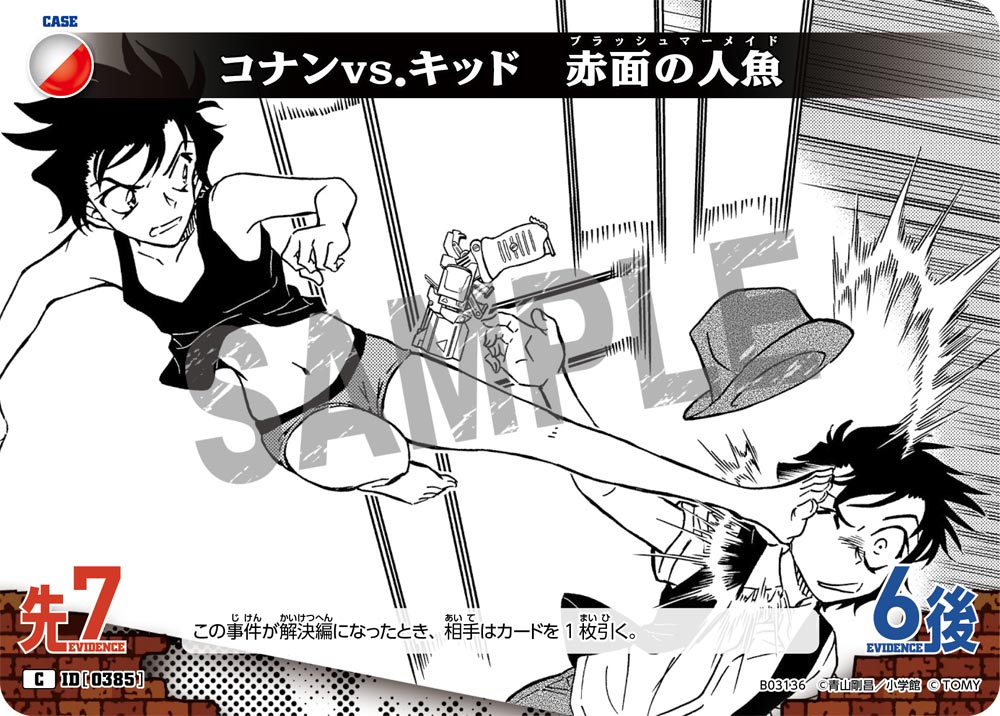 CASE
ブラッシュマーメイド
コナンvs.キッド 赤面の人魚
SAMPLE
先7
EVIDENCE
じけん かいけつへん あいて まいひ
この事件が解決編になったとき、相手はカードを1枚引く。
6後
EVIDENCE
C ID[0385]
B03136 ©青山剛昌/小学館 © TOMY